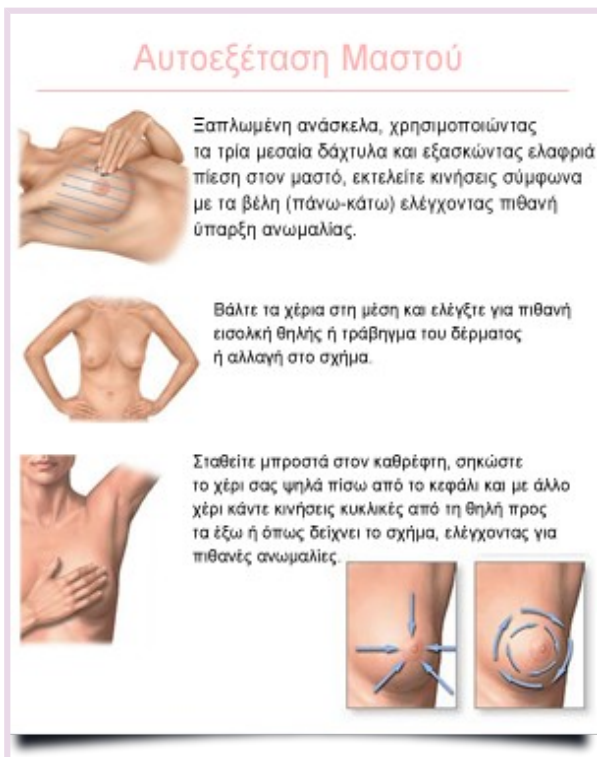 Αυτοεξέταση Μαστού
Ξαπλωμένη ανάσκελα, χρησιμοποιώντας
τα τρία μεσαία δάχτυλα και εξασκώντας ελαφριά
πίεση στον μαστό, εκτελείτε κινήσεις σύμφωνα
με τα βέλη (πάνω-κάτω) ελέγχοντας πιθανή
ύπαρξη ανωμαλίας.
Βάλτε τα χέρια στη μέση και ελέγξτε για πιθανή
εισολκή θηλής ή τράβηγμα του δέρματος
ή αλλαγή στο σχήμα.
Σταθείτε μπροστά στον καθρέφτη, σηκώστε
το χέρι σας ψηλά πίσω από το κεφάλι και με άλλο
χέρι κάντε κινήσεις κυκλικές από τη θηλή προς
τα έξω ή όπως δείχνει το σχήμα, ελέγχοντας για
πιθανές ανωμαλίες.